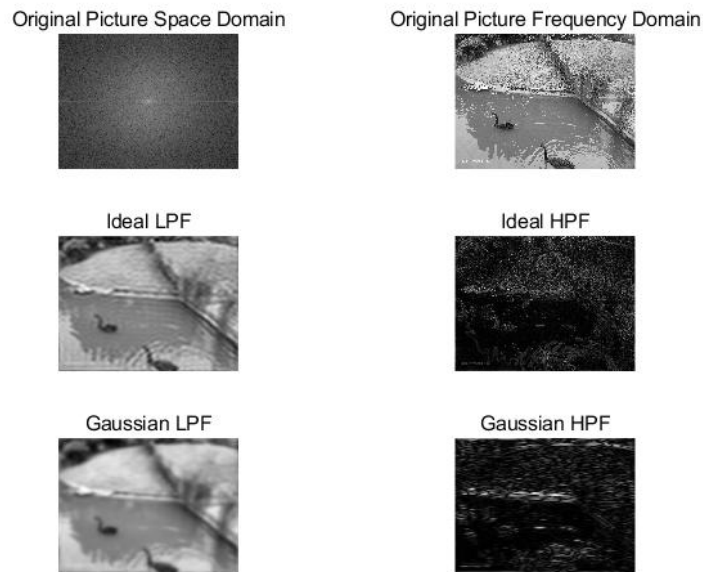 Original Picture Space Domain
Original Picture Frequency Domain
Ideal LPF
Ideal HPF
Gaussian LPF
Gaussian HPF